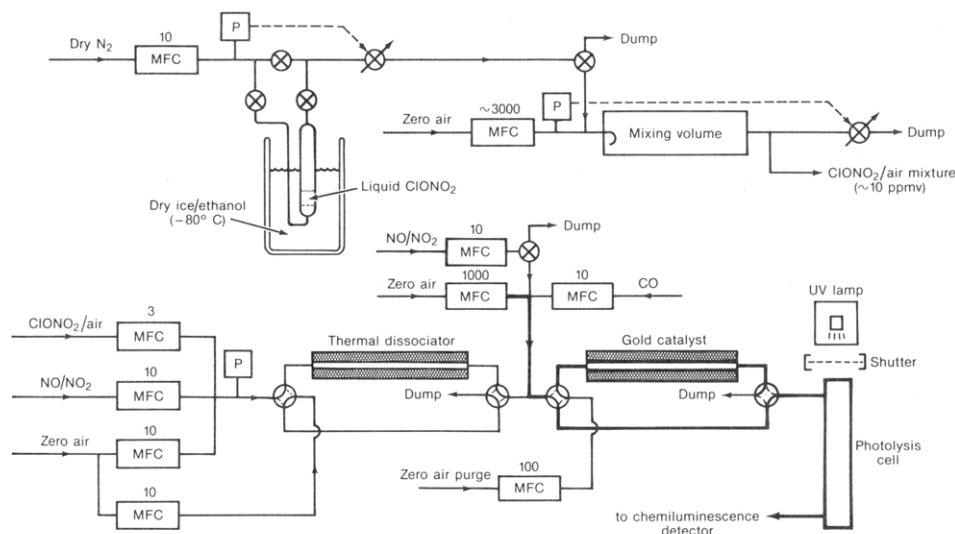 Dry N₂
10
MFC
P
Dump
~3000
Zero air
MFC
P
Mixing volume
Dump
ClONO₂/air mixture
(~10 ppmv)
Liquid ClONO₂
Dry ice/ethanol
(−80° C)
NO/NO₂
10
MFC
Dump
Zero air
1000
MFC
10
MFC
CO
UV lamp
Shutter
ClONO₂/air
3
MFC
P
Thermal dissociator
Gold catalyst
NO/NO₂
10
MFC
Dump
Dump
Zero air
10
MFC
10
MFC
Zero air purge
100
MFC
Photolysis
cell
to chemiluminescence
detector